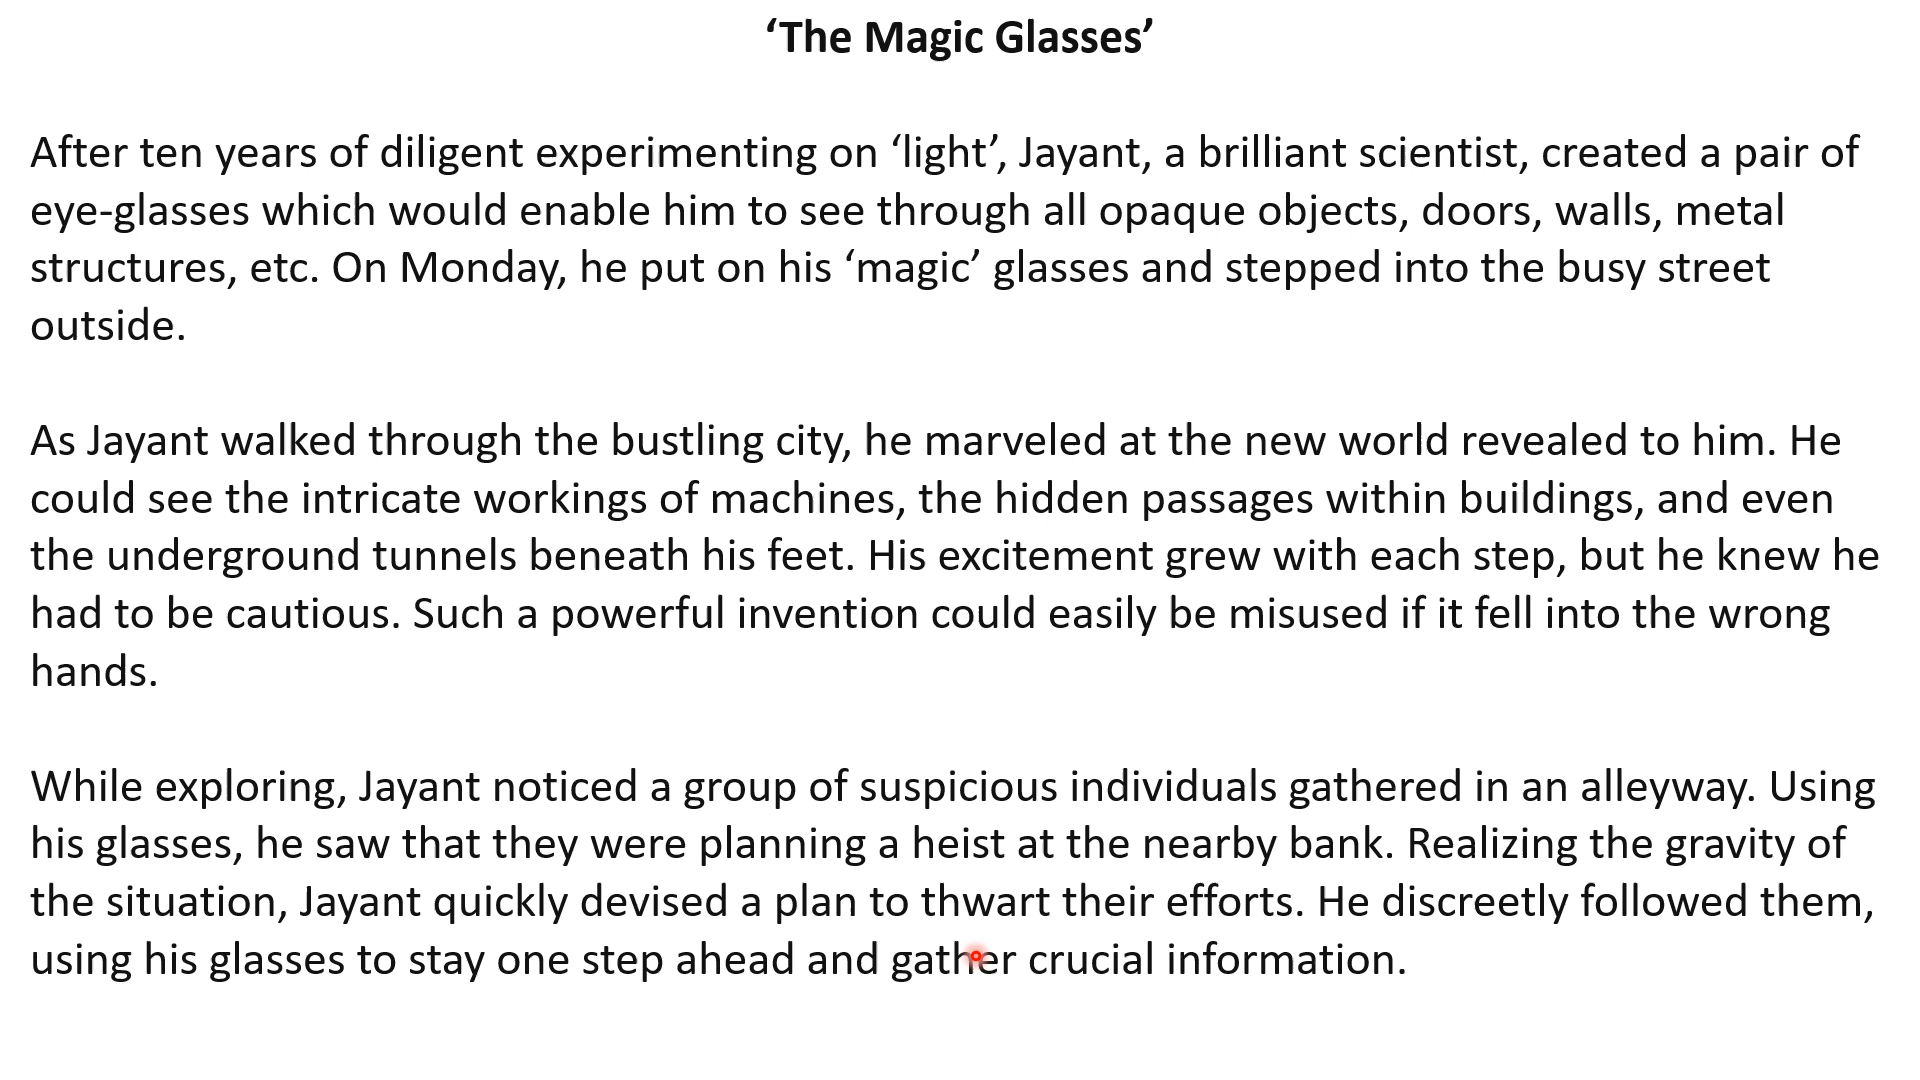 ‘The Magic Glasses’
After ten years of diligent experimenting on ‘light’, Jayant, a brilliant scientist, created a pair of
eye-glasses which would enable him to see through all opaque objects, doors, walls, metal
structures, etc. On Monday, he put on his ‘magic’ glasses and stepped into the busy street
outside.
As Jayant walked through the bustling city, he marveled at the new world revealed to him. He
could see the intricate workings of machines, the hidden passages within buildings, and even
the underground tunnels beneath his feet. His excitement grew with each step, but he knew he
had to be cautious. Such a powerful invention could easily be misused if it fell into the wrong
hands.
While exploring, Jayant noticed a group of suspicious individuals gathered in an alleyway. Using
his glasses, he saw that they were planning a heist at the nearby bank. Realizing the gravity of
the situation, Jayant quickly devised a plan to thwart their efforts. He discreetly followed them,
using his glasses to stay one step ahead and gather crucial information.